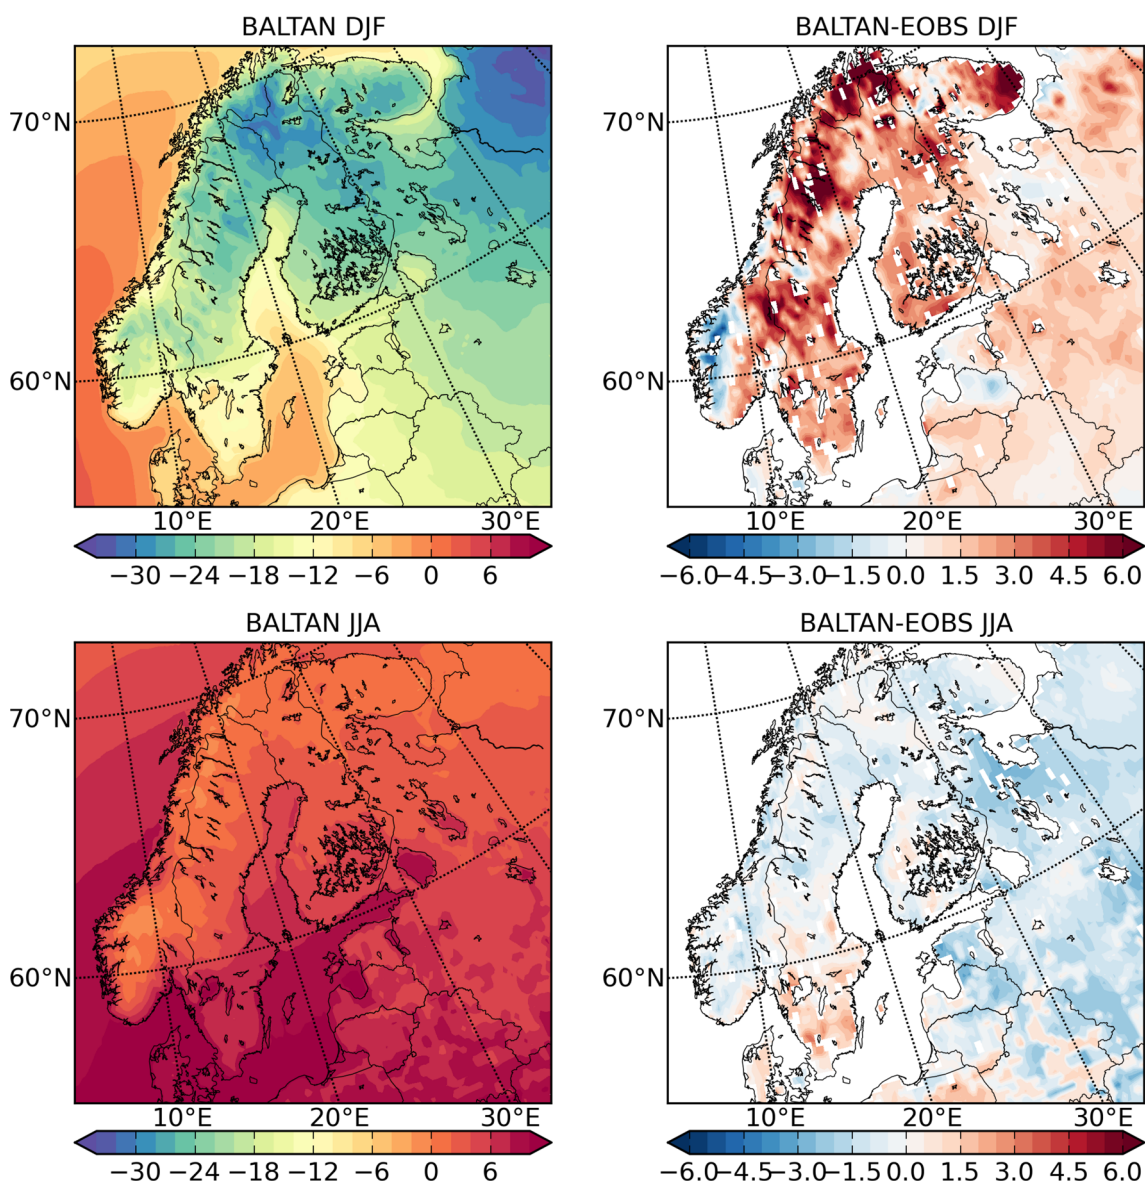 BALTAN DJF
BALTAN-EOBS DJF
70°N
60°N
10°E 20°E 30°E
−30 −24 −18 −12 −6 0 6
70°N
60°N
10°E 20°E 30°E
−6.0 −4.5 −3.0 −1.5 0.0 1.5 3.0 4.5 6.0
BALTAN JJA
BALTAN-EOBS JJA
70°N
60°N
10°E 20°E 30°E
−30 −24 −18 −12 −6 0 6
70°N
60°N
10°E 20°E 30°E
−6.0 −4.5 −3.0 −1.5 0.0 1.5 3.0 4.5 6.0